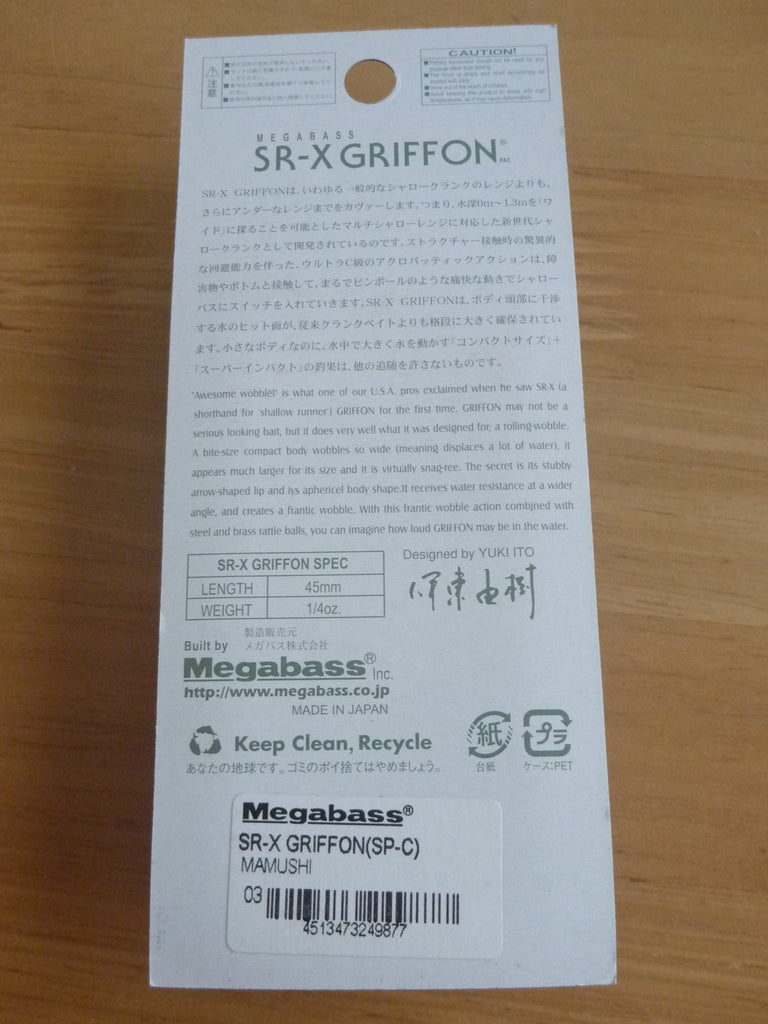 注意
CAUTION!
■Fishing equipment should not be used for any
purpose other than fishing.
■Store out of the reach of children.
MEGABASS
SR-X GRIFFON®
PAT.
SR-X GRIFFONは、いわゆる一般的なシャロークランクのレンジよりも、
さらにアンダーなレンジまでをカヴァーします。つまり、水深0m〜1.3mを「ワ
イド」に探ることを可能としたマルチシャローレンジに対応した新世代シャ
ロークランクとして開発されているのです。ストラクチャー接触時の驚異的
な回避能力を伴った、ウルトラC級のアクロバッティックアクションは、障
害物やボトムと接触して、まるでピンボールのような痛快な動きでシャロー
バスにスイッチを入れていきます。SR-X GRIFFONは、ボディ頭部に干渉
する水のヒット面が、従来クランクベイトよりも格段に大きく確保されてい
ます。小さなボディなのに、水中で大きく水を動かす「コンパクトサイズ」+
「スーパーインパクト」の釣果は、他の追随を許さないものです。
"Awesome wobble!" is what one of our U.S.A. pros exclaimed when he saw SR-X (a
shorthand for 'shallow runner') GRIFFON for the first time. GRIFFON may not be a
serious looking bait, but it does very well what it was designed for; a rolling-wobble.
A bite-size compact body wobbles so wide (meaning displaces a lot of water), it
appears much larger for its size and it is virtually snag-ree. The secret is its stubby
arrow-shaped lip and ivs aphericel body shape.It receives water resistance at a wider
angle, and creates a frantic wobble. With this frantic wobble action combjned with
steel and brass rattle balls, you can imagine how loud GRIFFON may be in the water.
SR-X GRIFFON SPEC
LENGTH 45mm
WEIGHT 1/4oz.
Designed by YUKI ITO
伊東由樹
製造販売元
Built by メガバス株式会社
Megabass® Inc.
http://www.megabass.co.jp
MADE IN JAPAN
Keep Clean, Recycle
あなたの地球です。ゴミのポイ捨てはやめましょう。
紙
台紙
プラ
ケース:PET
Megabass®
SR-X GRIFFON(SP-C)
MAMUSHI
03
4513473249877